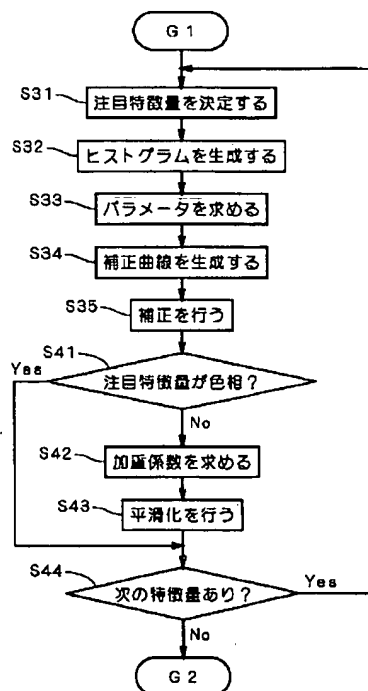 G 1
S31
注目特徴量を決定する
S32
ヒストグラムを生成する
S33
パラメータを求める
S34
補正曲線を生成する
S35
補正を行う
S41
Yes
注目特徴量が色相?
No
S42
加重係数を求める
S43
平滑化を行う
S44
次の特徴量あり?
Yes
No
G 2